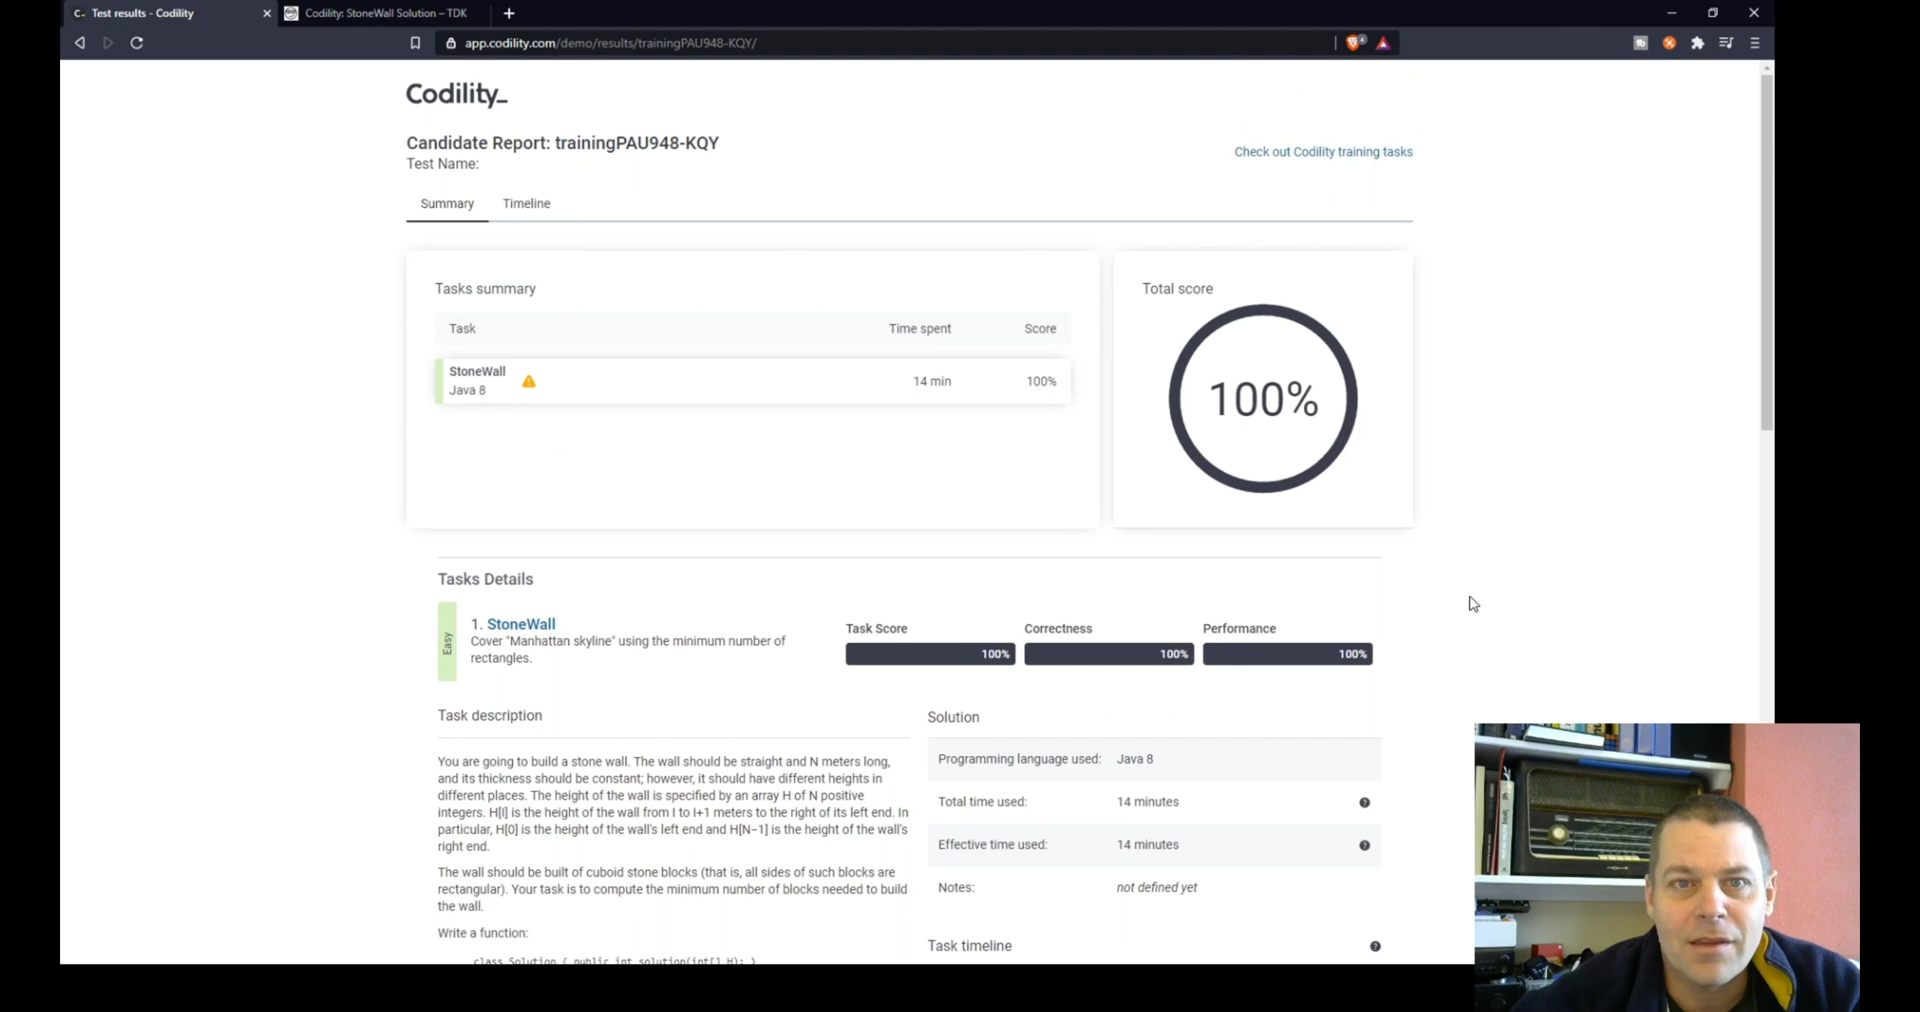 C_ Test results - Codility
Codility: StoneWall Solution – TDK
app.codility.com/demo/results/trainingPAU948-KQY/
Codility_
Candidate Report: trainingPAU948-KQY
Test Name:
Check out Codility training tasks
Summary Timeline
Tasks summary
Task Time spent Score
StoneWall
Java 8
14 min 100%
Total score
100%
Tasks Details
Easy
1. StoneWall
Cover "Manhattan skyline" using the minimum number of
rectangles.
Task Score
100%
Correctness
100%
Performance
100%
Task description
You are going to build a stone wall. The wall should be straight and N meters long,
and its thickness should be constant; however, it should have different heights in
different places. The height of the wall is specified by an array H of N positive
integers. H[I] is the height of the wall from I to I+1 meters to the right of its left end. In
particular, H[0] is the height of the wall's left end and H[N−1] is the height of the wall's
right end.
The wall should be built of cuboid stone blocks (that is, all sides of such blocks are
rectangular). Your task is to compute the minimum number of blocks needed to build
the wall.
Write a function:
class Solution { public int solution(int[] H); }
Solution
Programming language used: Java 8
Total time used: 14 minutes
Effective time used: 14 minutes
Notes: not defined yet
Task timeline